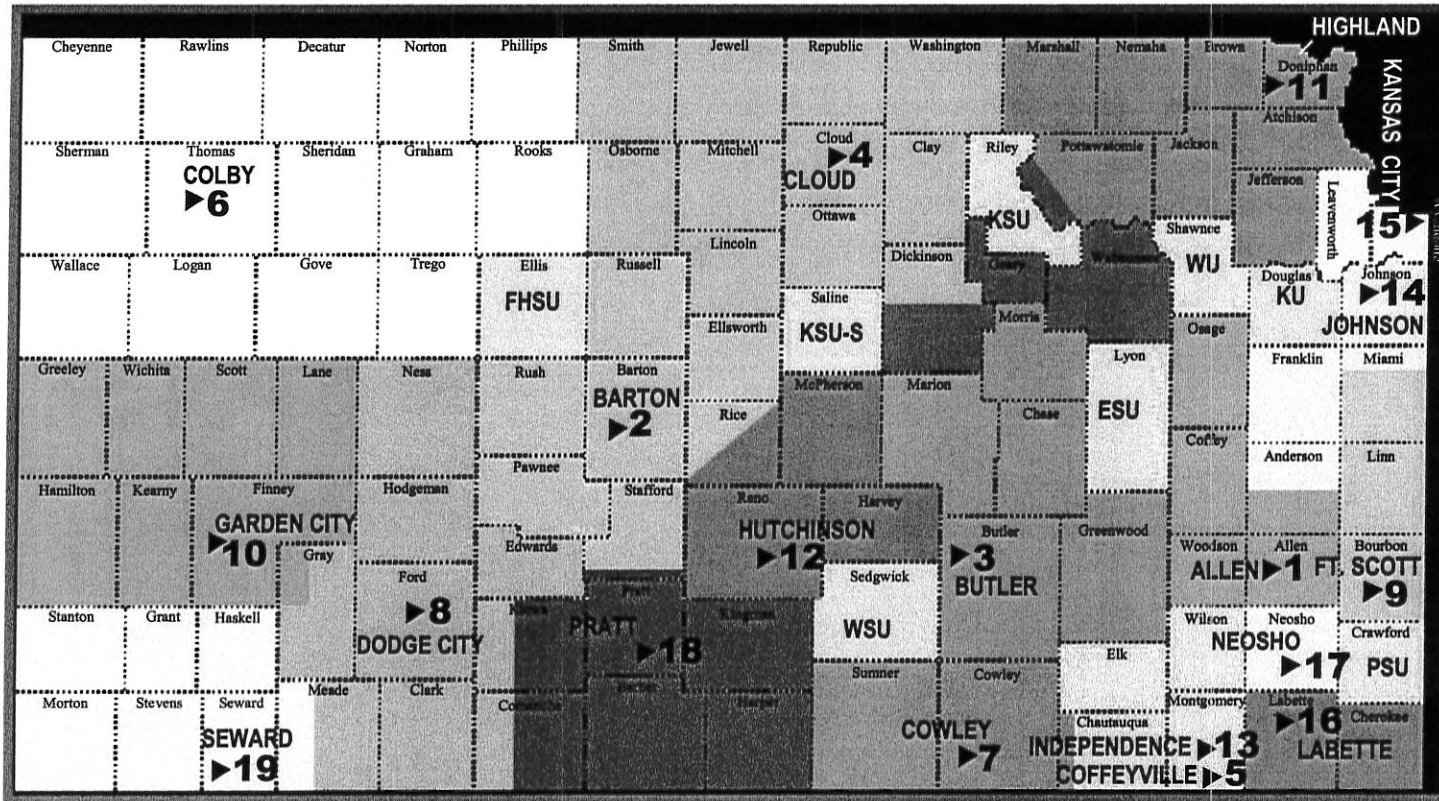 HIGHLAND
KANSAS CITY
Cheyenne Rawlins Decatur Norton Phillips Smith Jewell Republic Washington Marshall Nemaha Brown Doniphan
▶11
Atchison
Sherman Thomas Sheridan Graham Rooks Osborne Mitchell Cloud Clay Riley Pottawatomie Jackson
COLBY
▶6
▶4
CLOUD
Jefferson Leavenworth
KSU
15▶
Ottawa
Shawnee
WU
Lincoln
Dickinson
Wallace Logan Gove Trego Ellis Russell
FHSU
Geary
Douglas Johnson
KU ▶14
JOHNSON
Saline
KSU-S
Ellsworth
Morris
Osage
Lyon
ESU
Franklin Miami
Greeley Wichita Scott Lane Ness Rush Barton
BARTON
▶2
McPherson Marion
Rice
Chase
Coffey
Anderson Linn
Pawnee
Stafford
Hamilton Kearny Finney Hodgeman
GARDEN CITY
▶10
Reno Harvey
HUTCHINSON
▶12
Gray
Edwards
Butler
▶3
BUTLER
Greenwood
Woodson Allen Bourbon
ALLEN ▶1 FT. SCOTT
▶9
Ford
▶8
DODGE CITY
Sedgwick
WSU
Pratt
Kiowa
PRATT
▶18
Kingman
Stanton Grant Haskell
Wilson Neosho
NEOSHO
▶17
Crawford
PSU
Elk
Sumner Cowley
Meade Clark
Comanche
Harper
Morton Stevens Seward
SEWARD
▶19
COWLEY
▶7
Chautauqua
Montgomery
INDEPENDENCE ▶13
COFFEYVILLE ▶5
Labette
▶16
LABETTE
Cherokee